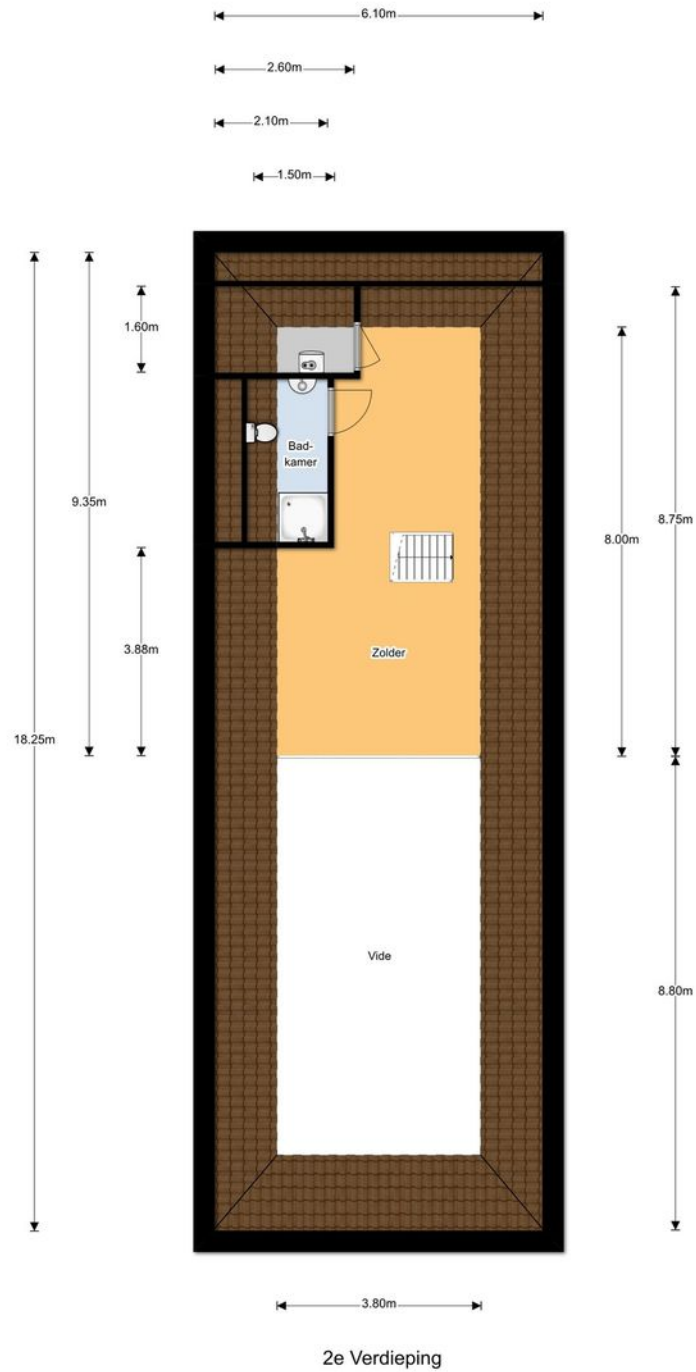 6.10m
2.60m
2.10m
1.50m
1.60m
9.35m
3.88m
18.25m
Bad-
kamer
Zolder
Vide
8.00m
8.75m
8.80m
3.80m
2e Verdieping